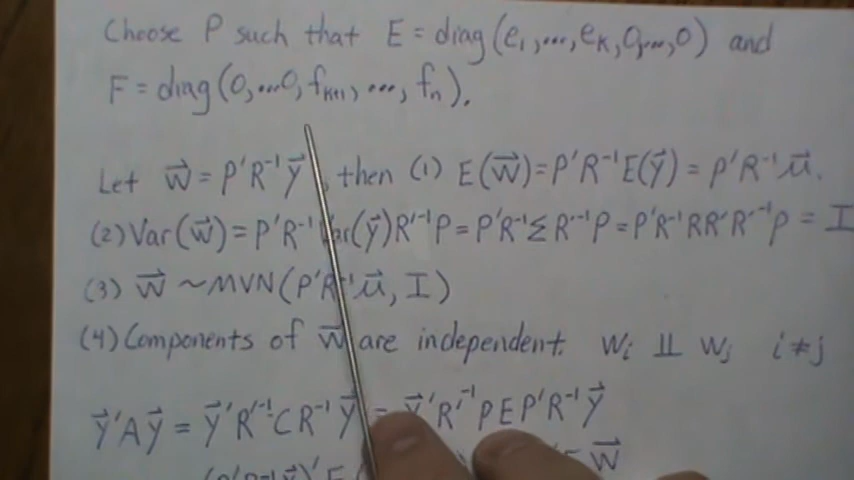 Choose P such that E = diag(e₁,...,eₖ,0,...,0) and
F = diag(0,...0, fₖ₊₁, ..., fₙ).
Let w⃗ = P'R⁻¹y⃗, then (1) E(w⃗) = P'R⁻¹E(y⃗) = P'R⁻¹μ⃗.
(2) Var(w⃗) = P'R⁻¹Var(y⃗)R'⁻¹P = P'R⁻¹ΣR'⁻¹P = P'R⁻¹RR'R'⁻¹P = I
(3) w⃗ ~ MVN(P'R⁻¹μ⃗, I)
(4) Components of w⃗ are independent. wᵢ ⫫ wⱼ i≠j
y⃗'Ay⃗ = y⃗'R'⁻¹CR⁻¹y⃗ = y⃗'R'⁻¹PEP'R⁻¹y⃗
w⃗